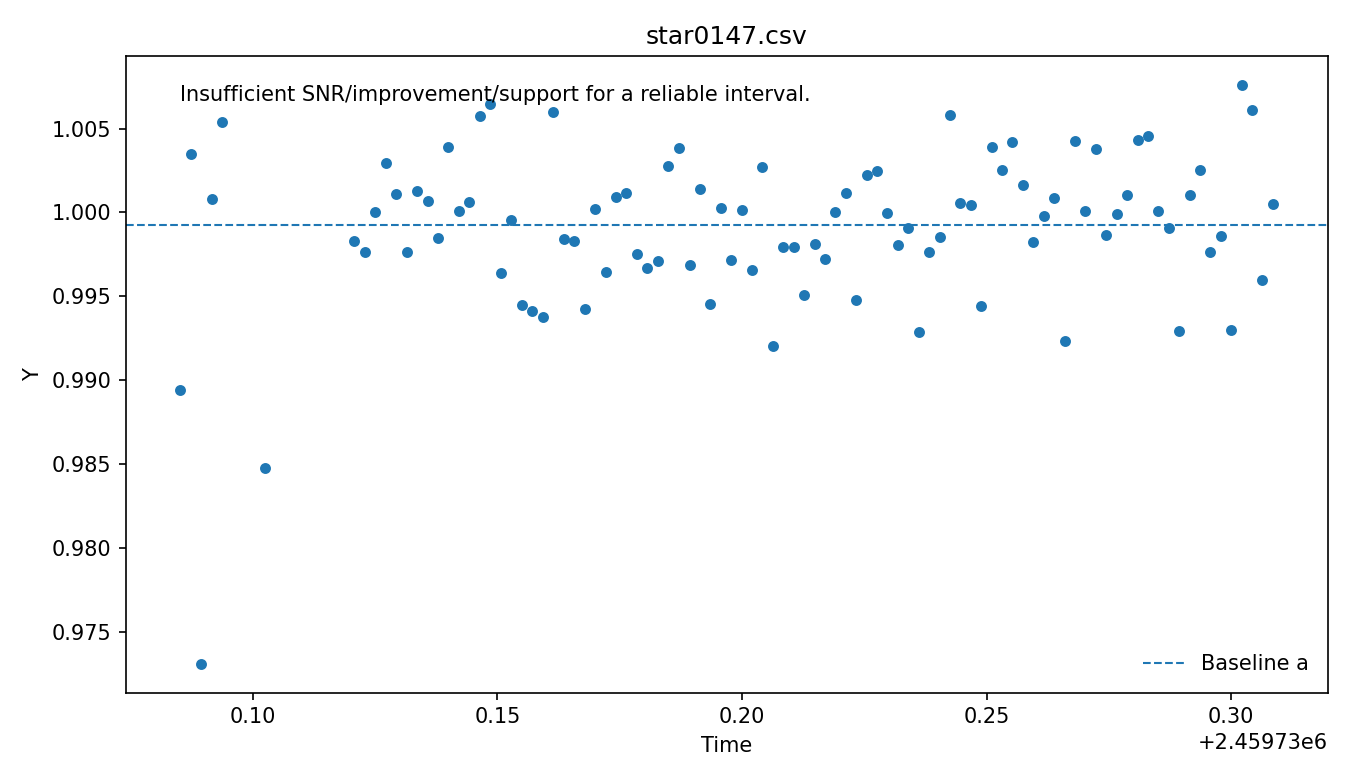 star0147.csv
Insufficient SNR/improvement/support for a reliable interval.
1.005
1.000
0.995
0.990
0.985
0.980
0.975
Y
Baseline a
0.10 0.15 0.20 0.25 0.30
Time
+2.45973e6